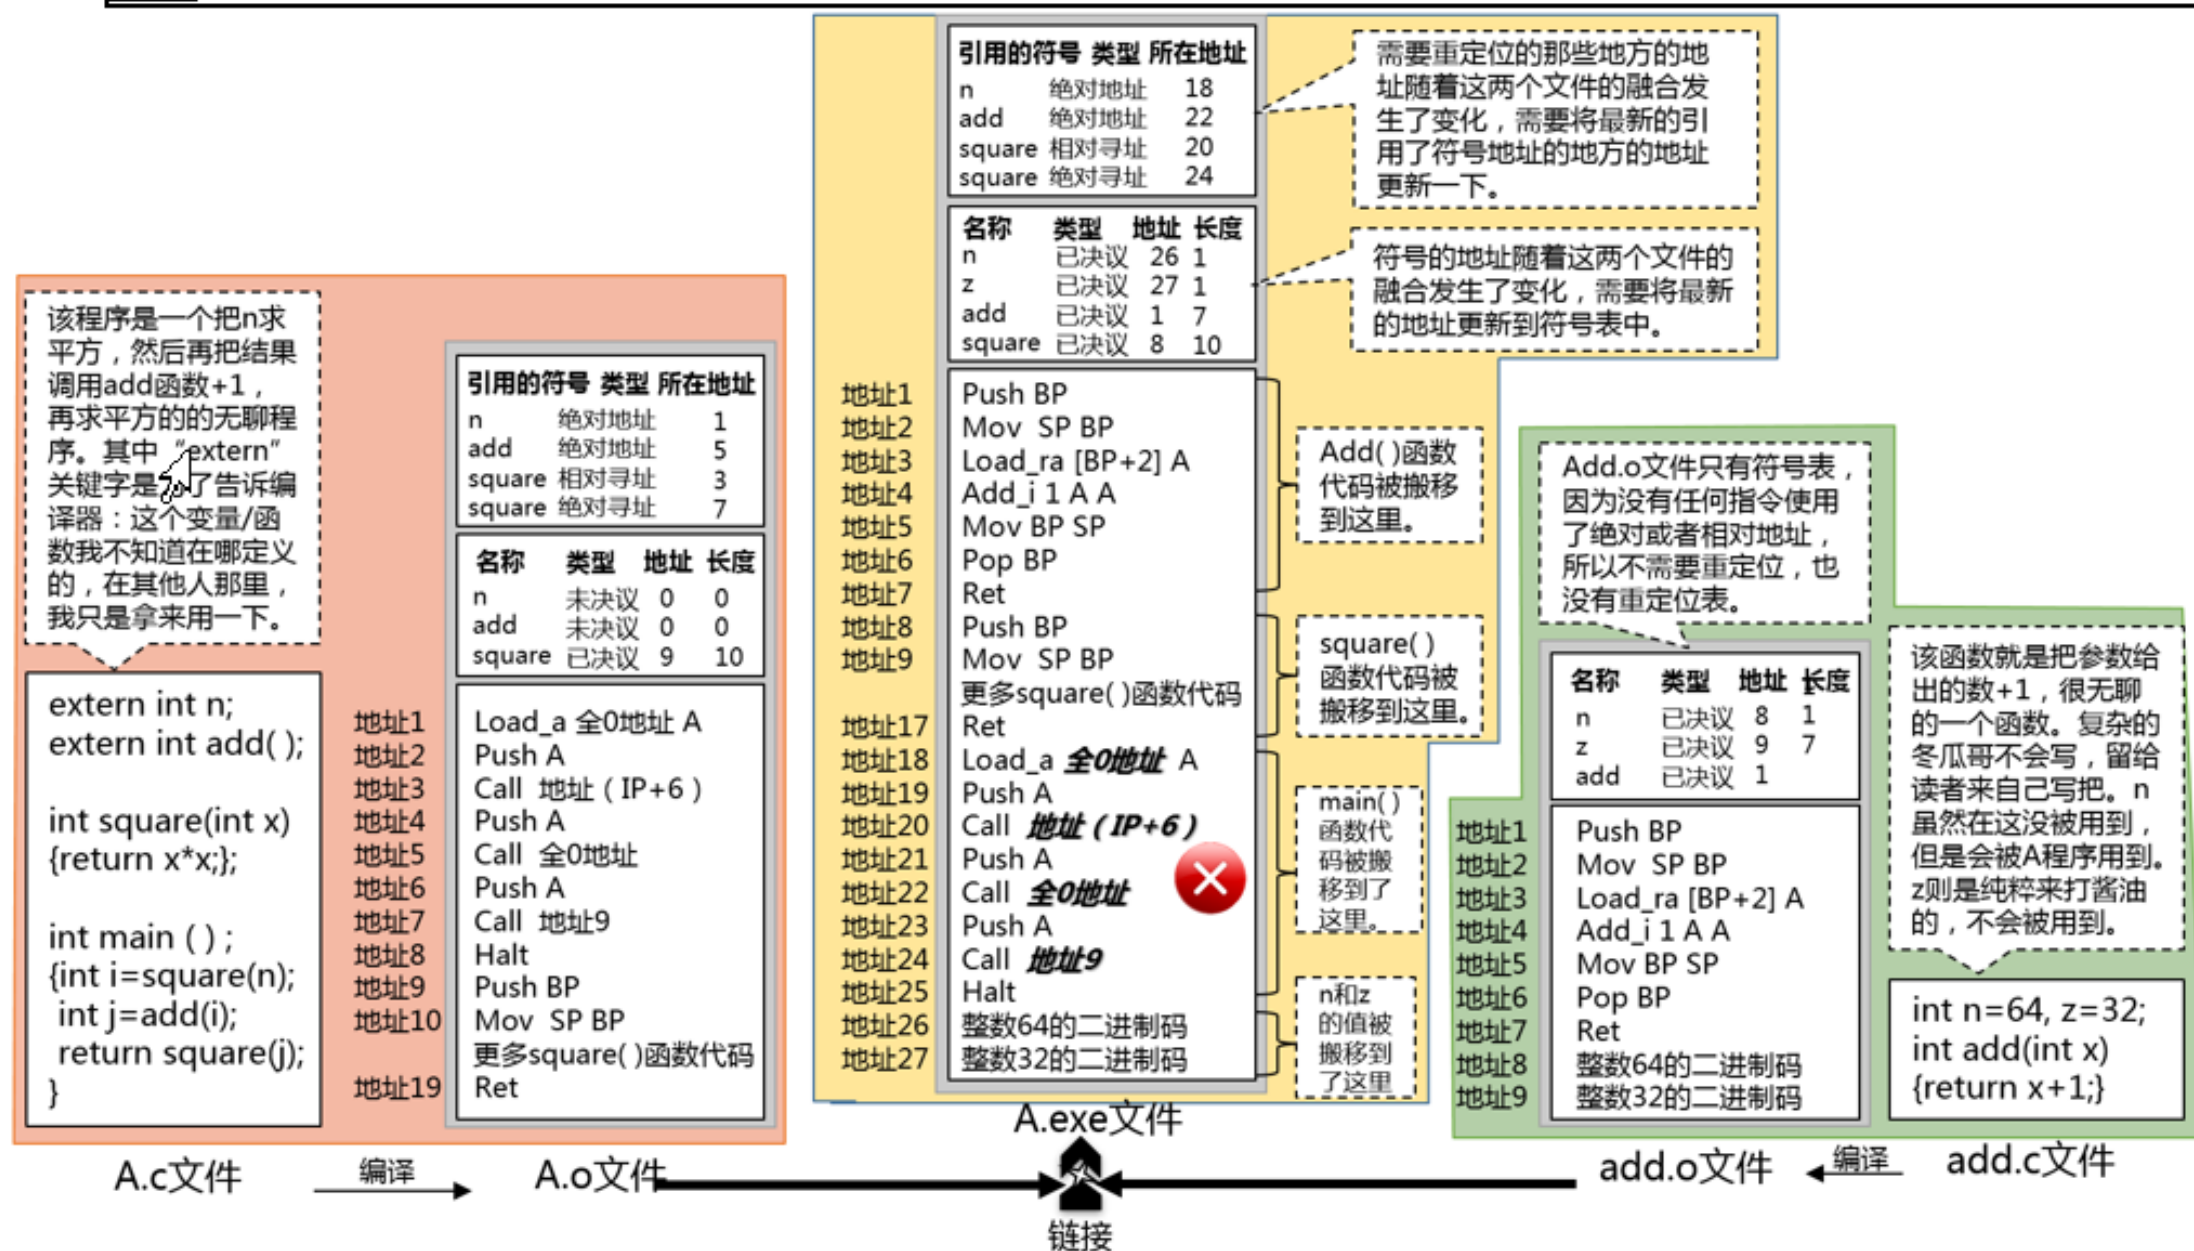 该程序是一个把n求
平方，然后再把结果
调用add函数+1，
再求平方的的无聊程
序。其中“extern”
关键字是 了告诉编
译器：这个变量/函
数我不知道在哪定义
的，在其他人那里，
我只是拿来用一下。
extern int n;
extern int add( );
int square(int x)
{return x*x;};
int main ( ) ;
{int i=square(n);
int j=add(i);
return square(j);
}
引用的符号 类型 所在地址
n 绝对地址 1
add 绝对地址 5
square 相对寻址 3
square 绝对寻址 7
名称 类型 地址 长度
n 未决议 0 0
add 未决议 0 0
square 已决议 9 10
地址1 Load_a 全0地址 A
地址2 Push A
地址3 Call 地址（IP+6）
地址4 Push A
地址5 Call 全0地址
地址6 Push A
地址7 Call 地址9
地址8 Halt
地址9 Push BP
地址10 Mov SP BP
更多square( )函数代码
地址19 Ret
引用的符号 类型 所在地址
n 绝对地址 18
add 绝对地址 22
square 相对寻址 20
square 绝对寻址 24
名称 类型 地址 长度
n 已决议 26 1
z 已决议 27 1
add 已决议 1 7
square 已决议 8 10
地址1 Push BP
地址2 Mov SP BP
地址3 Load_ra [BP+2] A
地址4 Add_i 1 A A
地址5 Mov BP SP
地址6 Pop BP
地址7 Ret
地址8 Push BP
地址9 Mov SP BP
更多square( )函数代码
地址17 Ret
地址18 Load_a 全0地址 A
地址19 Push A
地址20 Call 地址（IP+6）
地址21 Push A
地址22 Call 全0地址
地址23 Push A
地址24 Call 地址9
地址25 Halt
地址26 整数64的二进制码
地址27 整数32的二进制码
需要重定位的那些地方的地
址随着这两个文件的融合发
生了变化，需要将最新的引
用了符号地址的地方的地址
更新一下。
符号的地址随着这两个文件的
融合发生了变化，需要将最新
的地址更新到符号表中。
Add( )函数
代码被搬移
到这里。
square( )
函数代码被
搬移到这里。
main( )
函数代
码被搬
移到了
这里。
n和z
的值被
搬移到
了这里
Add.o文件只有符号表，
因为没有任何指令使用
了绝对或者相对地址，
所以不需要重定位，也
没有重定位表。
名称 类型 地址 长度
n 已决议 8 1
z 已决议 9 7
add 已决议 1
地址1 Push BP
地址2 Mov SP BP
地址3 Load_ra [BP+2] A
地址4 Add_i 1 A A
地址5 Mov BP SP
地址6 Pop BP
地址7 Ret
地址8 整数64的二进制码
地址9 整数32的二进制码
该函数就是把参数给
出的数+1，很无聊
的一个函数。复杂的
冬瓜哥不会写，留给
读者来自己写把。n
虽然在这没被用到，
但是会被A程序用到。
z则是纯粹来打酱油
的，不会被用到。
int n=64, z=32;
int add(int x)
{return x+1;}
A.c文件 编译 A.o文件
A.exe文件
链接
add.o文件 编译 add.c文件